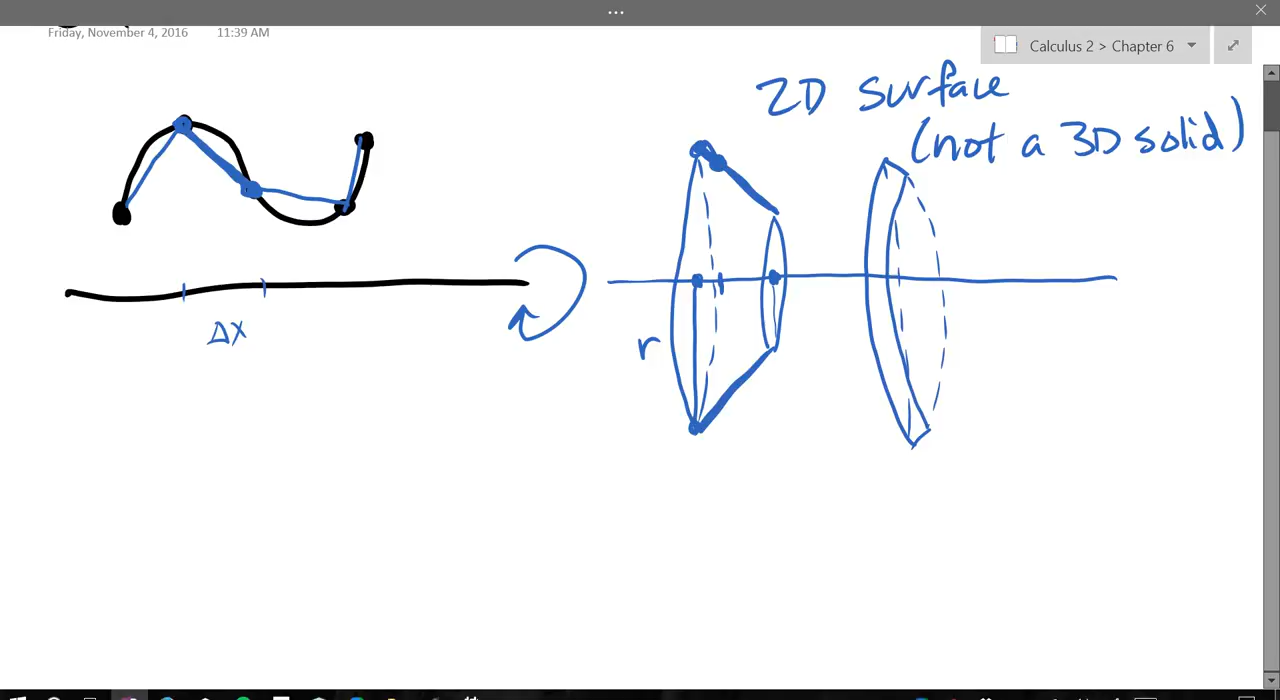 Friday, November 4, 2016 11:39 AM
Calculus 2 > Chapter 6
2D surface
(not a 3D solid)
r
Δx